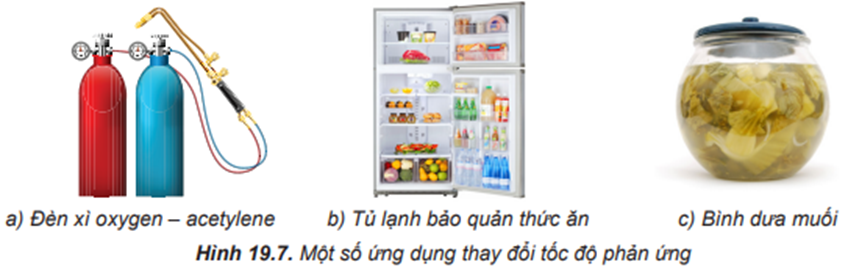 a) Đèn xì oxygen – acetylene
b) Tủ lạnh bảo quản thức ăn
c) Bình dưa muối
Hình 19.7. Một số ứng dụng thay đổi tốc độ phản ứng